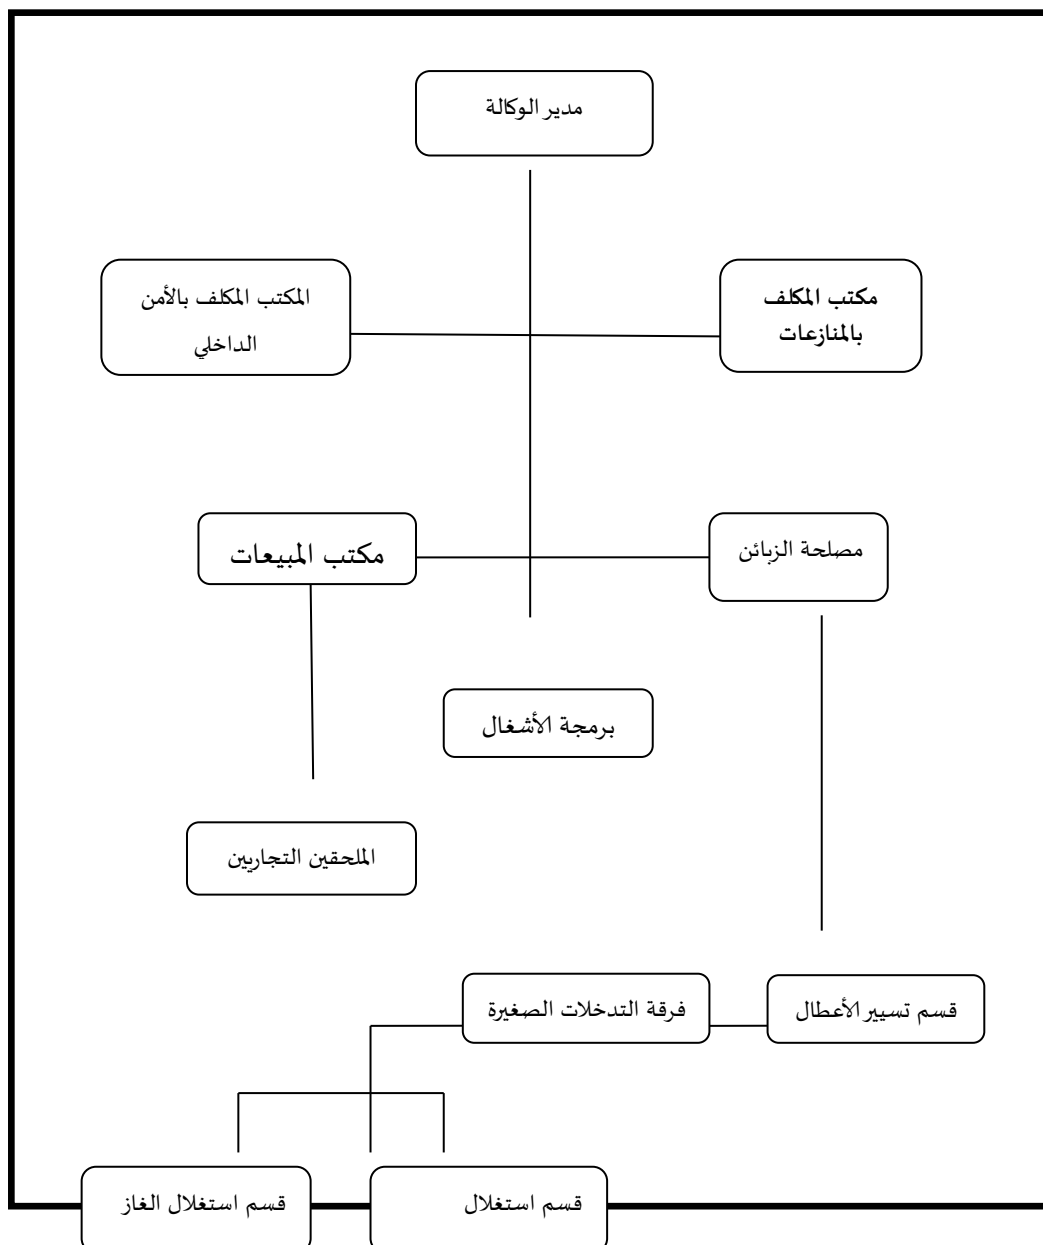 مدير الوكالة
مكتب المكلف
بالمنازعات
المكتب المكلف بالأمن
الداخلي
مصلحة الزبائن
مكتب المبيعات
برمجة الأشغال
الملحقين التجاريين
قسم تسيير الأعطال
فرقة التدخلات الصغيرة
قسم استغلال
قسم استغلال الغاز